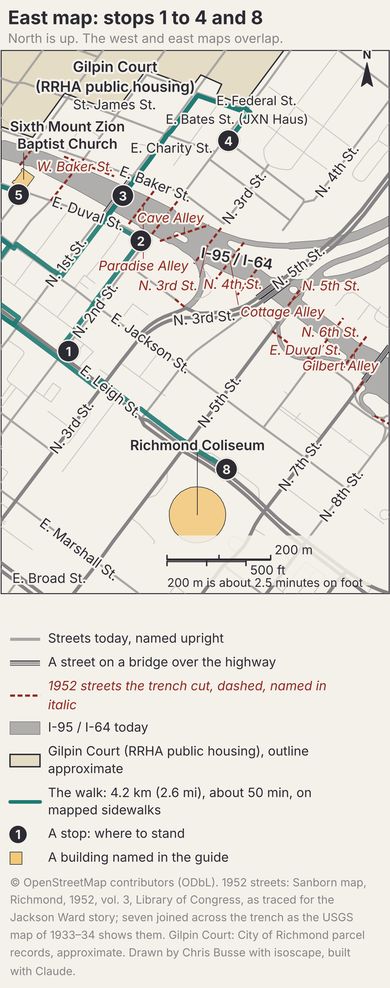 East map: stops 1 to 4 and 8
North is up. The west and east maps overlap.
N
Gilpin Court
(RRHA public housing)
St. James St.
E. Federal St.
E. Bates St. (JXN Haus)
Sixth Mount Zion
Baptist Church
E. Charity St.
4
W. Baker St.
E. Baker St.
N. 4th St.
5
3
N. 3rd St.
E. Duval St.
Cave Alley
2
I-95 / I-64
N. 1st St.
Paradise Alley
N. 5th St.
N. 3rd St.
N. 4th St.
N. 5th St.
N. 2nd St.
N. 3rd St.
Cottage Alley
N. 6th St.
E. Jackson St.
E. Duval St.
1
Gilbert Alley
E. Leigh St.
N. 5th St.
N. 3rd St.
Richmond Coliseum
8
N. 7th St.
N. 8th St.
E. Marshall St.
200 m
500 ft
E. Broad St.
200 m is about 2.5 minutes on foot
Streets today, named upright
A street on a bridge over the highway
1952 streets the trench cut, dashed, named in
italic
I-95 / I-64 today
Gilpin Court (RRHA public housing), outline
approximate
The walk: 4.2 km (2.6 mi), about 50 min, on
mapped sidewalks
1
A stop: where to stand
A building named in the guide
© OpenStreetMap contributors (ODbL). 1952 streets: Sanborn map,
Richmond, 1952, vol. 3, Library of Congress, as traced for the
Jackson Ward story; seven joined across the trench as the USGS
map of 1933–34 shows them. Gilpin Court: City of Richmond parcel
records, approximate. Drawn by Chris Busse with isoscape, built
with Claude.